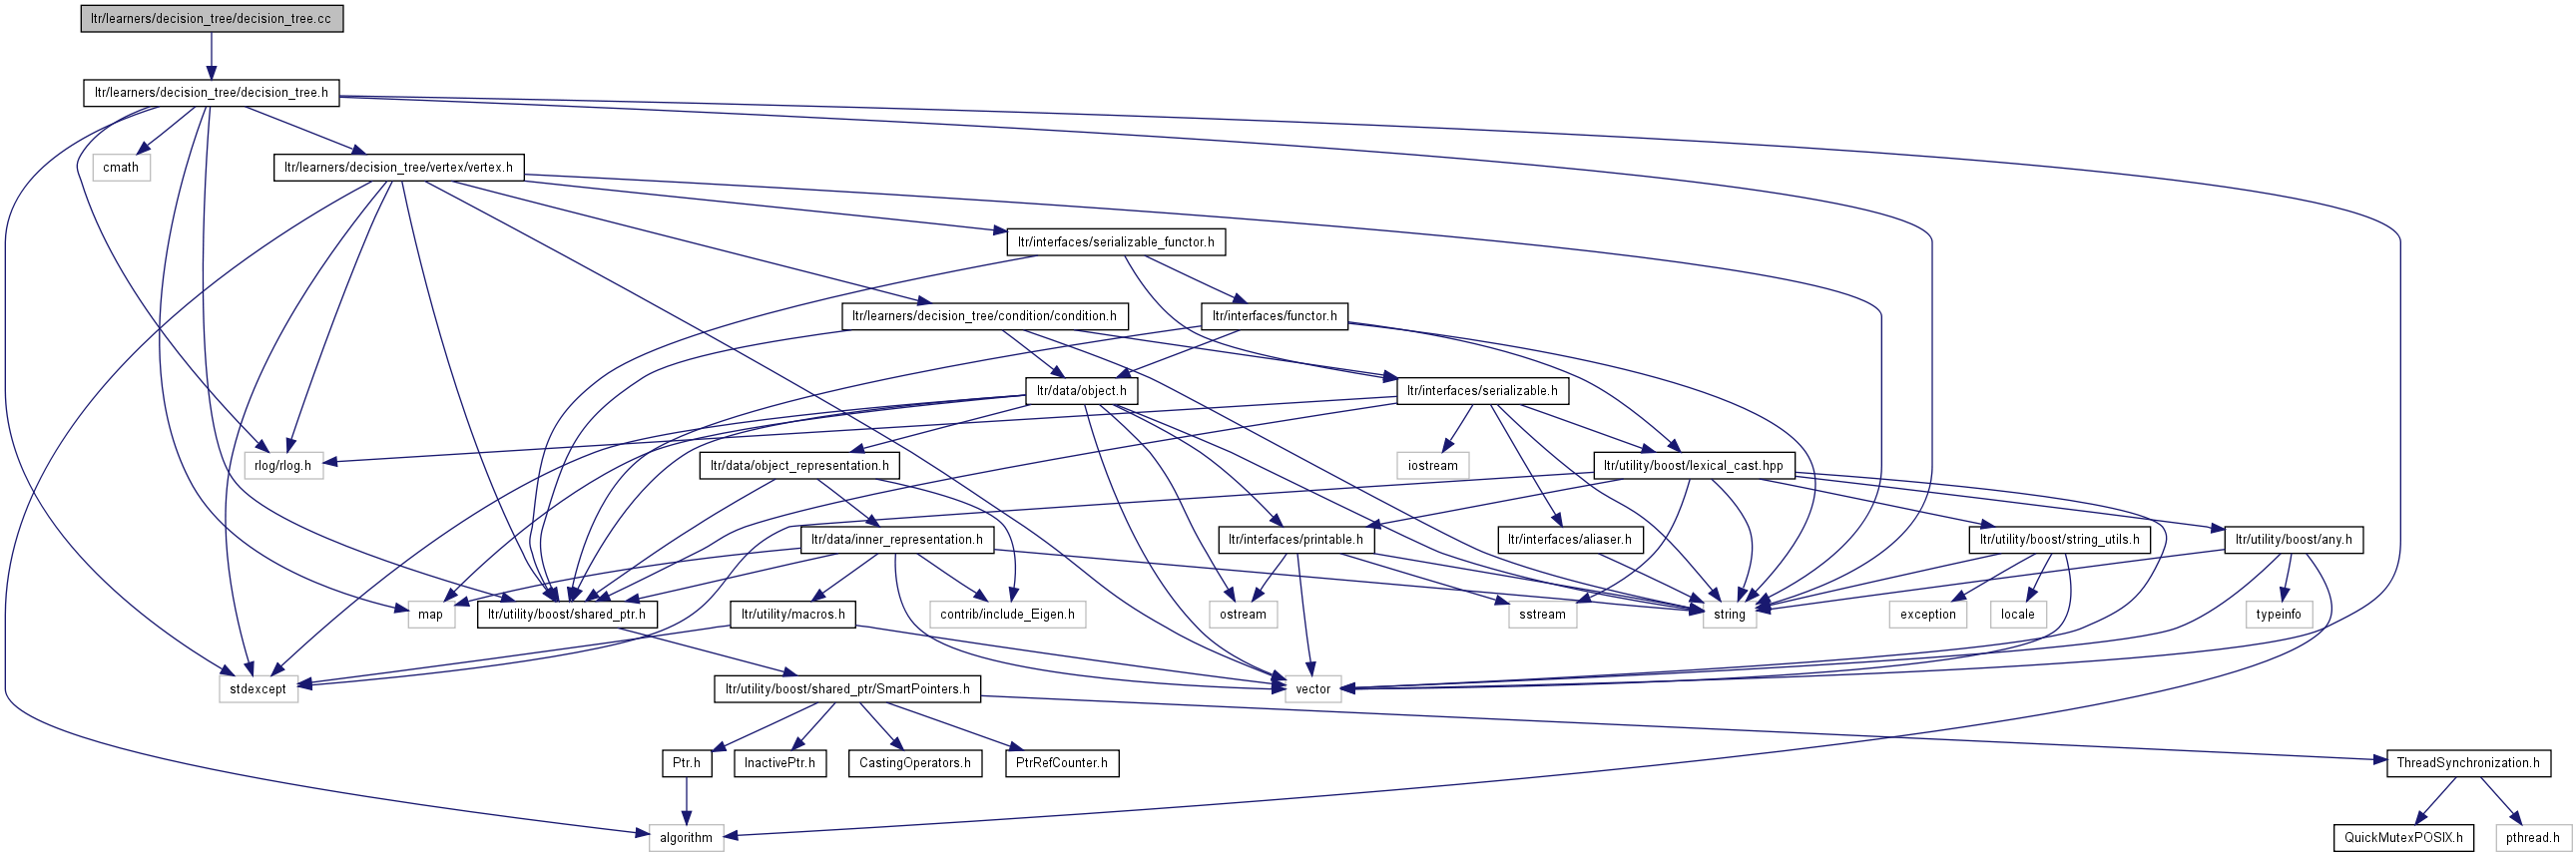 ltr/learners/decision_tree/decision_tree.cc
ltr/learners/decision_tree/decision_tree.h
cmath
ltr/learners/decision_tree/vertex/vertex.h
ltr/interfaces/serializable_functor.h
ltr/learners/decision_tree/condition/condition.h
ltr/interfaces/functor.h
ltr/data/object.h
ltr/interfaces/serializable.h
rlog/rlog.h
ltr/data/object_representation.h
iostream
ltr/utility/boost/lexical_cast.hpp
ltr/data/inner_representation.h
ltr/interfaces/printable.h
ltr/interfaces/aliaser.h
ltr/utility/boost/string_utils.h
ltr/utility/boost/any.h
map
ltr/utility/boost/shared_ptr.h
ltr/utility/macros.h
contrib/include_Eigen.h
ostream
sstream
string
exception
locale
typeinfo
stdexcept
ltr/utility/boost/shared_ptr/SmartPointers.h
vector
Ptr.h
InactivePtr.h
CastingOperators.h
PtrRefCounter.h
ThreadSynchronization.h
algorithm
QuickMutexPOSIX.h
pthread.h